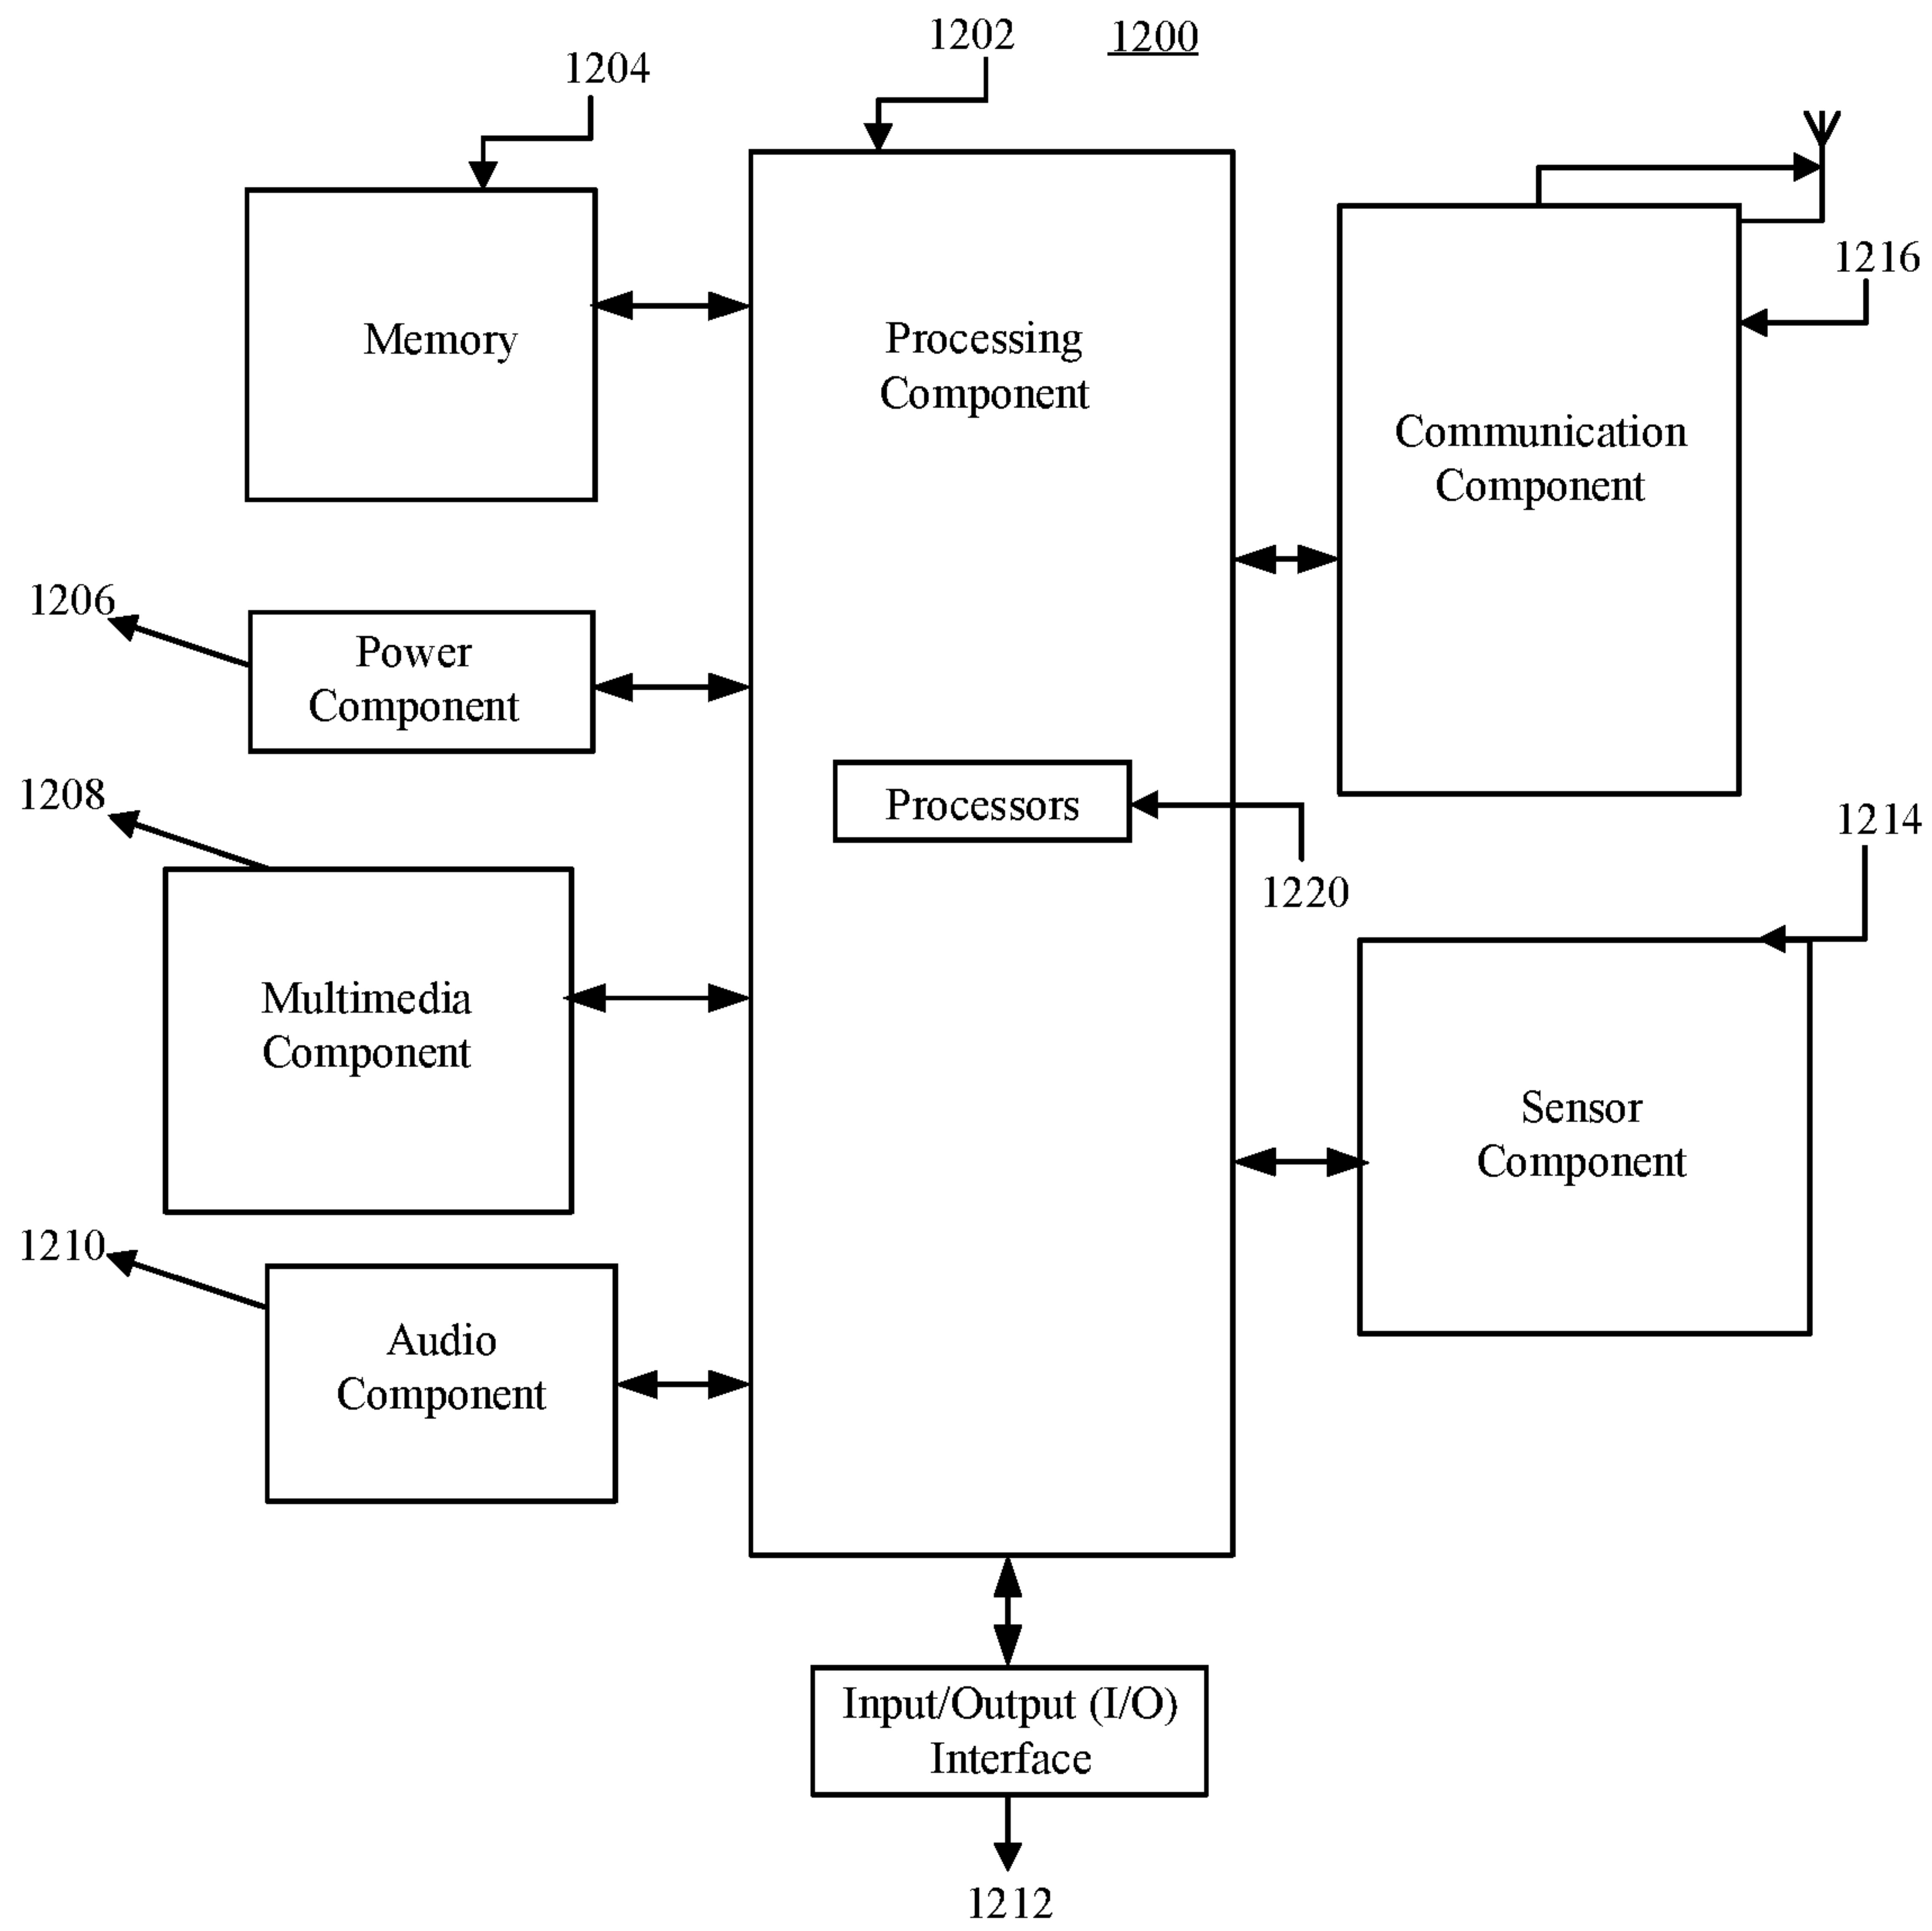 1202
1200
1204
1216
Memory
Processing
Component
Communication
Component
1206
Power
Component
1208
Processors
1214
1220
Multimedia
Component
Sensor
Component
1210
Audio
Component
Input/Output (I/O)
Interface
1212